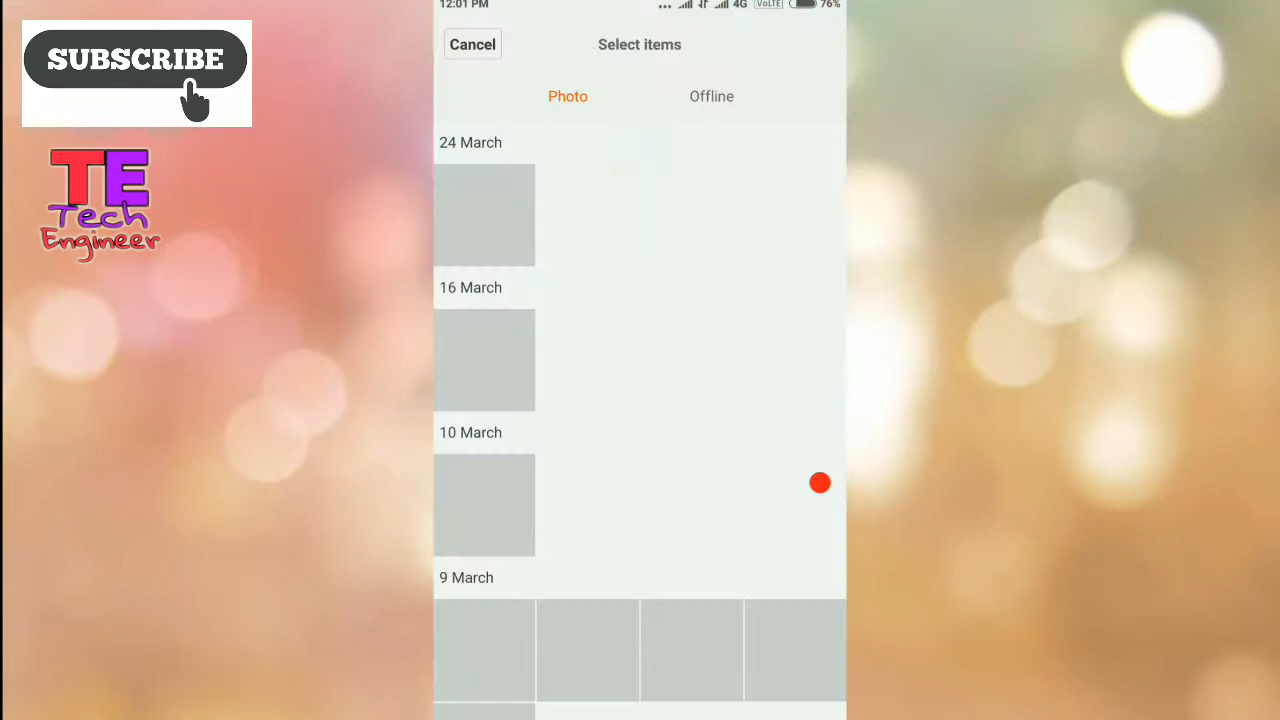 SUBSCRIBE
TE
Tech
Engineer
12:01 PM
4G VoLTE 76%
Cancel
Select items
Photo
Offline
24 March
16 March
10 March
9 March